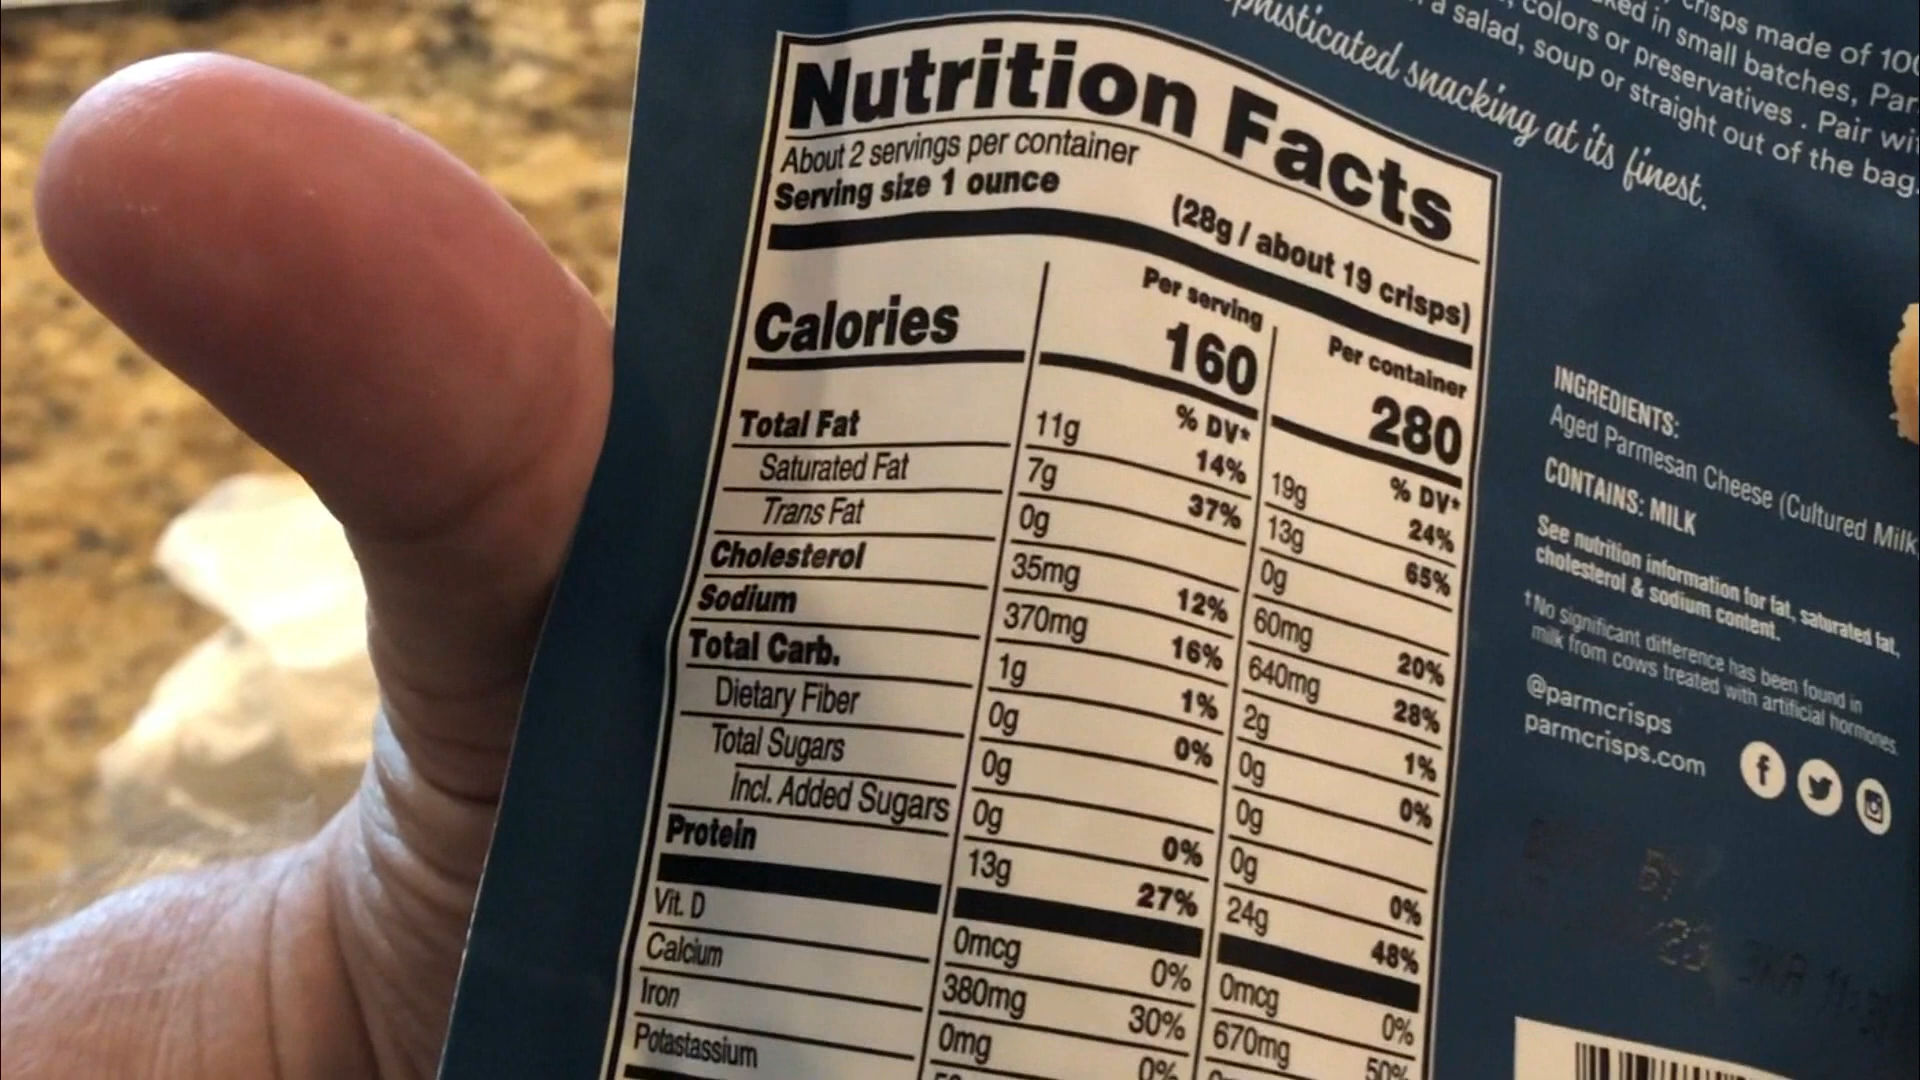 Crisps made of 100
ked in small batches, Par
colors or preservatives. Pair wit
a salad, soup or straight out of the bag.
sophisticated snacking at its finest.
Nutrition Facts
About 2 servings per container
Serving size 1 ounce (28g / about 19 crisps)
Per serving Per container
Calories 160 280
% DV* % DV*
Total Fat 11g 14% 19g 24%
Saturated Fat 7g 37% 13g 65%
Trans Fat 0g 0g
Cholesterol 35mg 12% 60mg 20%
Sodium 370mg 16% 640mg 28%
Total Carb. 1g 1% 2g 1%
Dietary Fiber 0g 0% 0g 0%
Total Sugars 0g 0g
Incl. Added Sugars 0g 0% 0g 0%
Protein 13g 27% 24g 48%
Vit. D 0mcg 0% 0mcg 0%
Calcium 380mg 30% 670mg 50%
Iron 0mg 0%
Potastassium
INGREDIENTS:
Aged Parmesan Cheese (Cultured Milk,
CONTAINS: MILK
See nutrition information for fat, saturated fat,
cholesterol & sodium content.
† No significant difference has been found in
milk from cows treated with artificial hormones.
@parmcrisps
parmcrisps.com